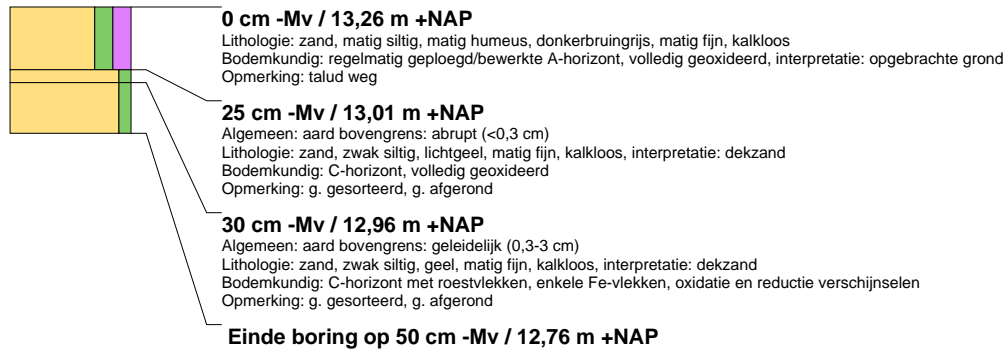 0 cm -Mv / 13,26 m +NAP
Lithologie: zand, matig siltig, matig humeus, donkerbruingrijs, matig fijn, kalkloos
Bodemkundig: regelmatig geploegd/bewerkte A-horizont, volledig geoxideerd, interpretatie: opgebrachte grond
Opmerking: talud weg
25 cm -Mv / 13,01 m +NAP
Algemeen: aard bovengrens: abrupt (<0,3 cm)
Lithologie: zand, zwak siltig, lichtgeel, matig fijn, kalkloos, interpretatie: dekzand
Bodemkundig: C-horizont, volledig geoxideerd
Opmerking: g. gesorteerd, g. afgerond
30 cm -Mv / 12,96 m +NAP
Algemeen: aard bovengrens: geleidelijk (0,3-3 cm)
Lithologie: zand, zwak siltig, geel, matig fijn, kalkloos, interpretatie: dekzand
Bodemkundig: C-horizont met roestvlekken, enkele Fe-vlekken, oxidatie en reductie verschijnselen
Opmerking: g. gesorteerd, g. afgerond
Einde boring op 50 cm -Mv / 12,76 m +NAP